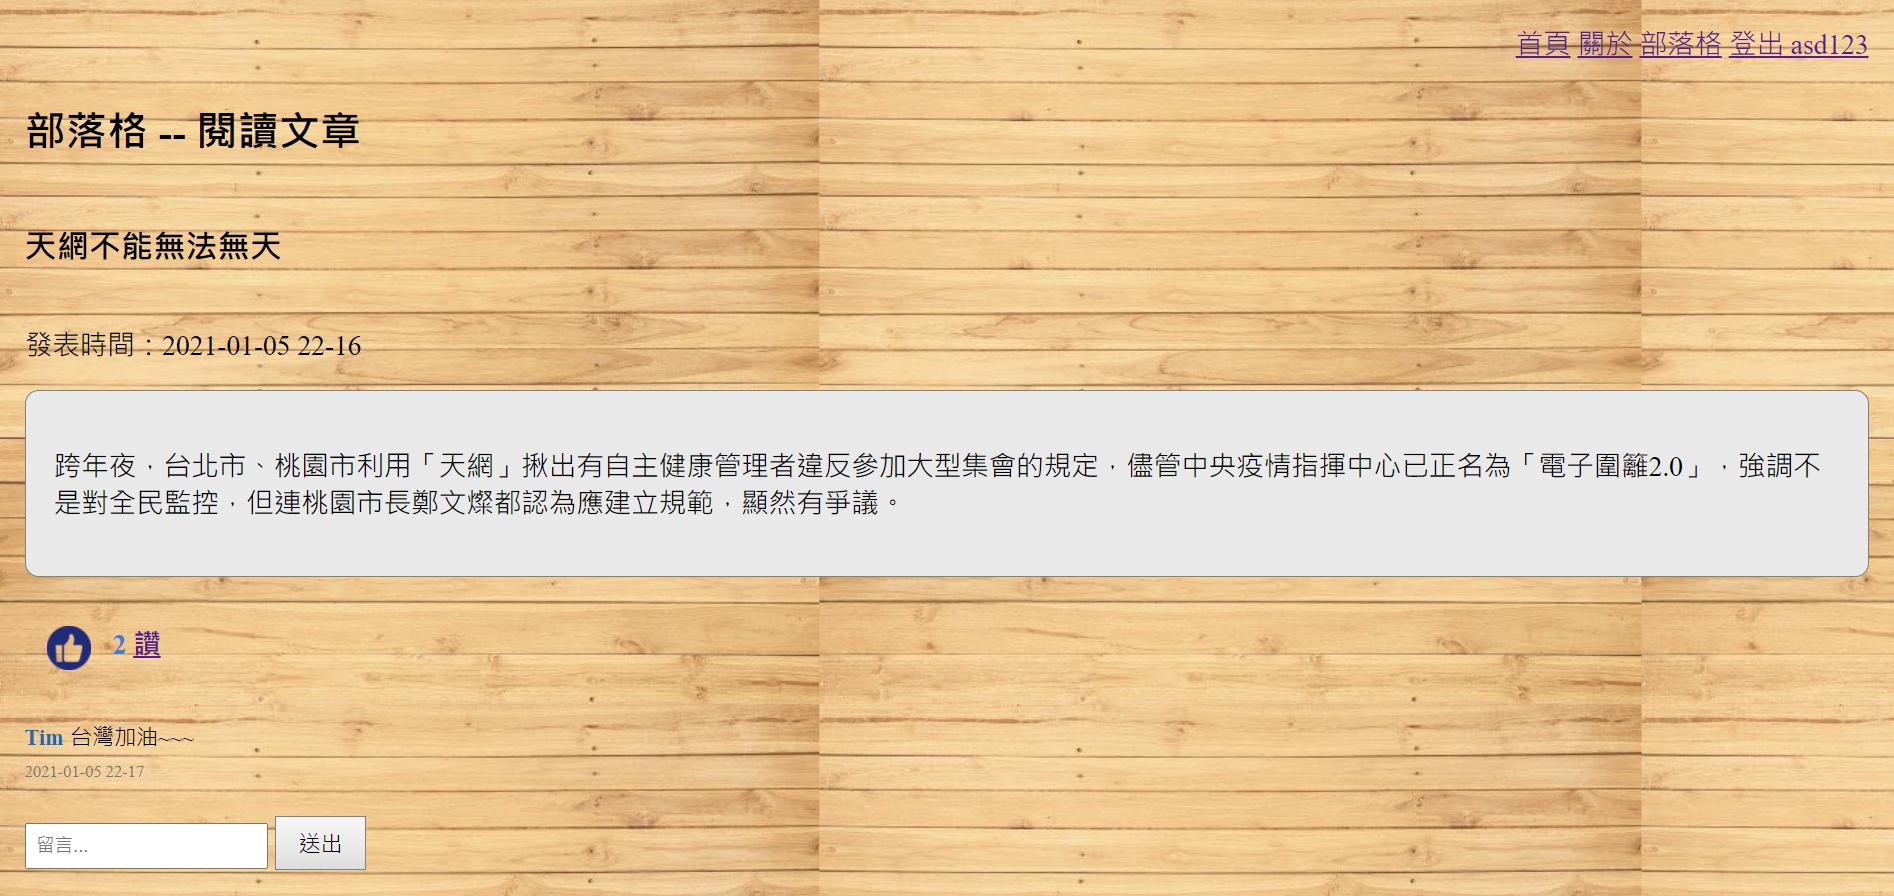 首頁 關於 部落格 登出 asd123
部落格 -- 閱讀文章
天網不能無法無天
發表時間：2021-01-05 22-16
跨年夜，台北市、桃園市利用「天網」揪出有自主健康管理者違反參加大型集會的規定，儘管中央疫情指揮中心已正名為「電子圍籬2.0」，強調不
是對全民監控，但連桃園市長鄭文燦都認為應建立規範，顯然有爭議。
2 讚
Tim 台灣加油~~~
2021-01-05 22-17
留言... 送出